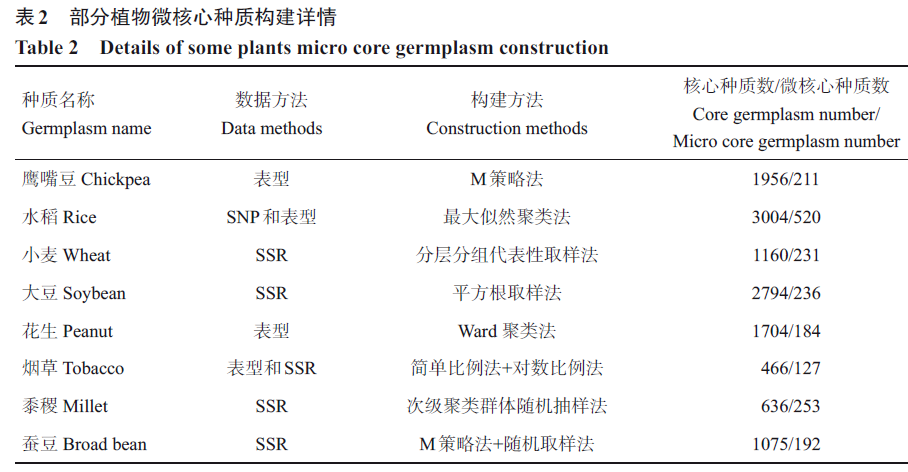 表2 部分植物微核心种质构建详情
Table 2 Details of some plants micro core germplasm construction
种质名称 数据方法 构建方法 核心种质数/微核心种质数
Germplasm name Data methods Construction methods Core germplasm number/
Micro core germplasm number
鹰嘴豆 Chickpea 表型 M策略法 1956/211
水稻 Rice SNP和表型 最大似然聚类法 3004/520
小麦 Wheat SSR 分层分组代表性取样法 1160/231
大豆 Soybean SSR 平方根取样法 2794/236
花生 Peanut 表型 Ward 聚类法 1704/184
烟草 Tobacco 表型和SSR 简单比例法+对数比例法 466/127
黍稷 Millet SSR 次级聚类群体随机抽样法 636/253
蚕豆 Broad bean SSR M策略法+随机取样法 1075/192